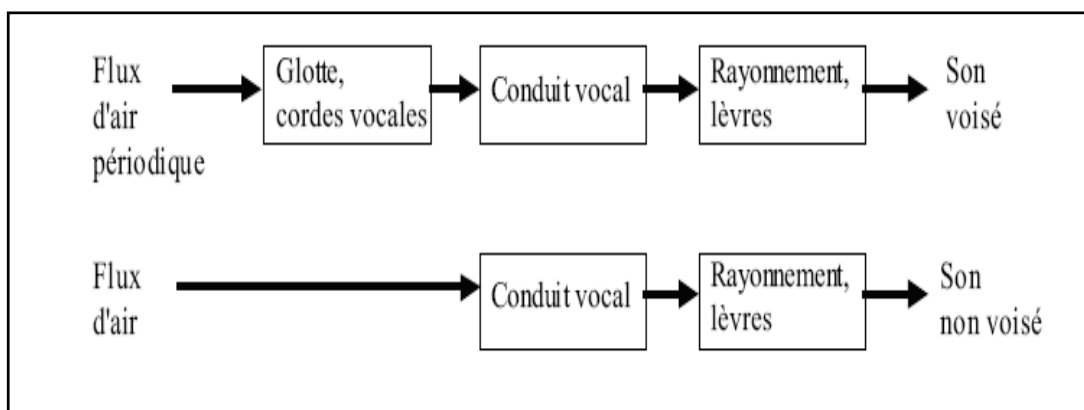 Flux
d'air
périodique
Glotte,
cordes vocales
Conduit vocal
Rayonnement,
lèvres
Son
voisé
Flux
d'air
Conduit vocal
Rayonnement,
lèvres
Son
non voisé